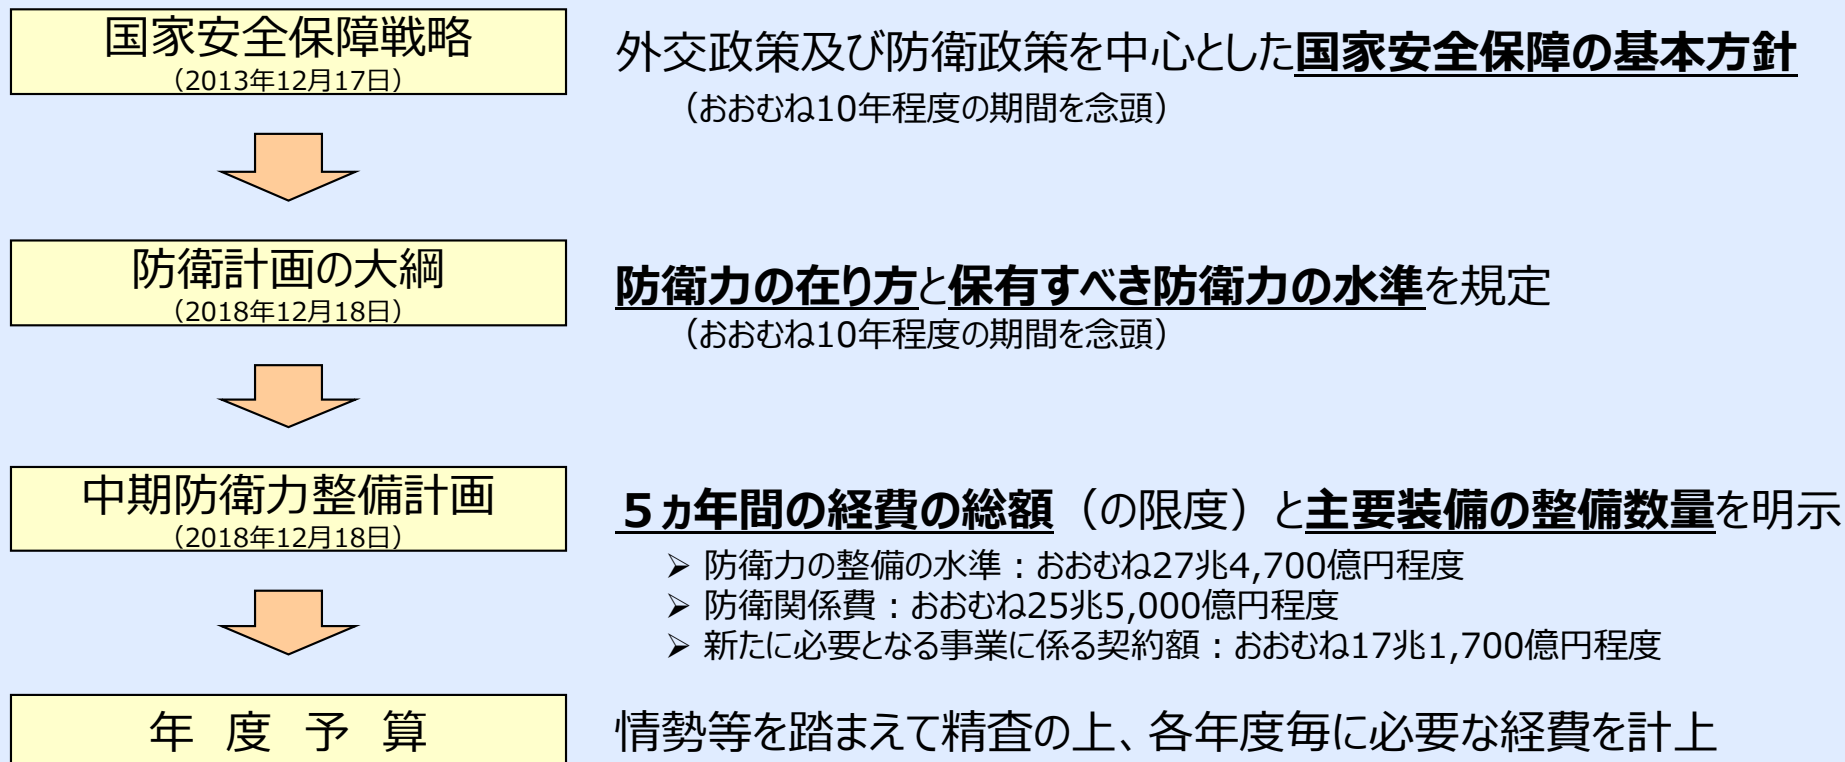 国家安全保障戦略
（2013年12月17日）
外交政策及び防衛政策を中心とした国家安全保障の基本方針
（おおむね10年程度の期間を念頭）
防衛計画の大綱
（2018年12月18日）
防衛力の在り方と保有すべき防衛力の水準を規定
（おおむね10年程度の期間を念頭）
中期防衛力整備計画
（2018年12月18日）
５ヵ年間の経費の総額（の限度）と主要装備の整備数量を明示
➢ 防衛力の整備の水準：おおむね27兆4,700億円程度
➢ 防衛関係費：おおむね25兆5,000億円程度
➢ 新たに必要となる事業に係る契約額：おおむね17兆1,700億円程度
年 度 予 算
情勢等を踏まえて精査の上、各年度毎に必要な経費を計上